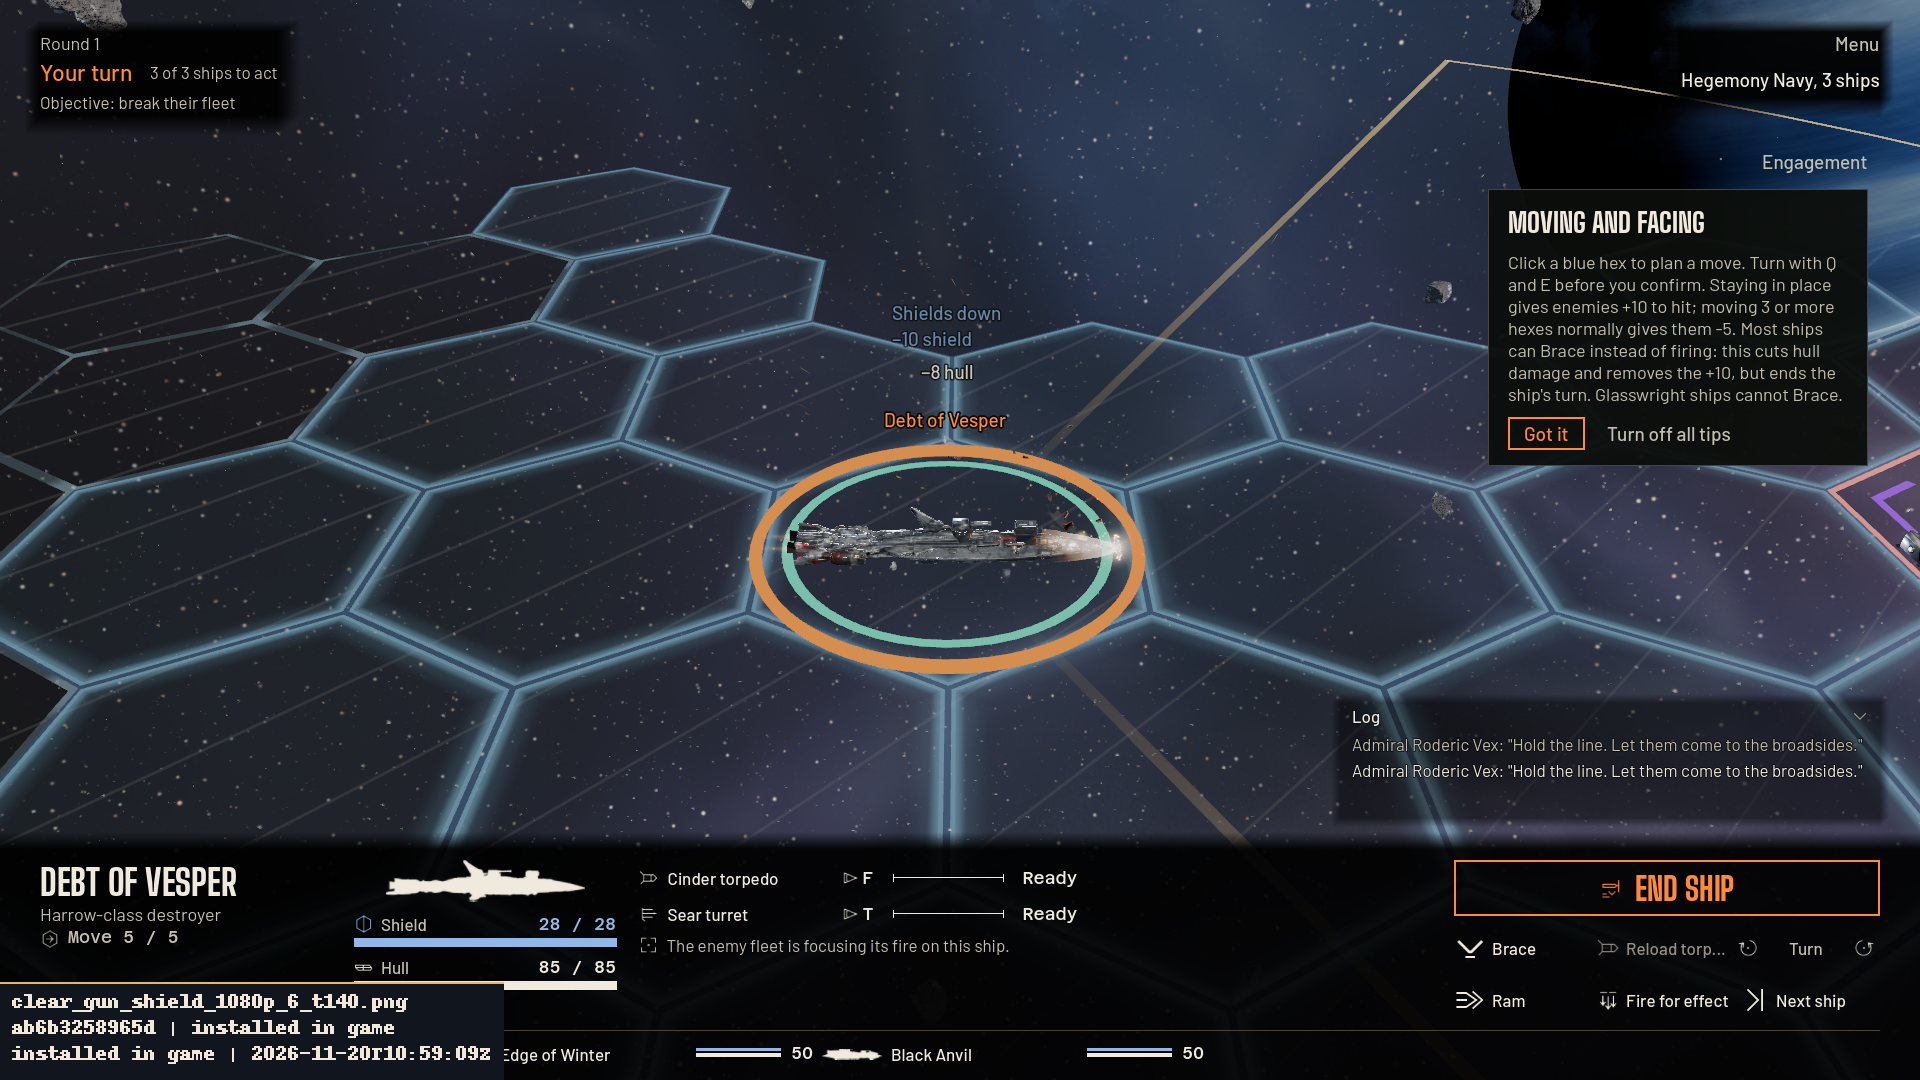 Round 1
Your turn 3 of 3 ships to act
Objective: break their fleet
Menu
Hegemony Navy, 3 ships
Engagement
MOVING AND FACING
Click a blue hex to plan a move. Turn with Q
and E before you confirm. Staying in place
gives enemies +10 to hit; moving 3 or more
hexes normally gives them -5. Most ships
can Brace instead of firing: this cuts hull
damage and removes the +10, but ends the
ship's turn. Glasswright ships cannot Brace.
Got it Turn off all tips
Shields down
−10 shield
−8 hull
Debt of Vesper
Log
Admiral Roderic Vex: "Hold the line. Let them come to the broadsides."
Admiral Roderic Vex: "Hold the line. Let them come to the broadsides."
DEBT OF VESPER
Harrow-class destroyer
Move 5 / 5
Shield 28 / 28
Hull 85 / 85
Cinder torpedo F Ready
Sear turret T Ready
The enemy fleet is focusing its fire on this ship.
END SHIP
Brace Reload torp... Turn
Ram Fire for effect Next ship
Edge of Winter 50 Black Anvil 50
clear_gun_shield_1080p_6_t140.png
ab6b3258965d | installed in game
installed in game | 2026-11-20T10:59:09Z